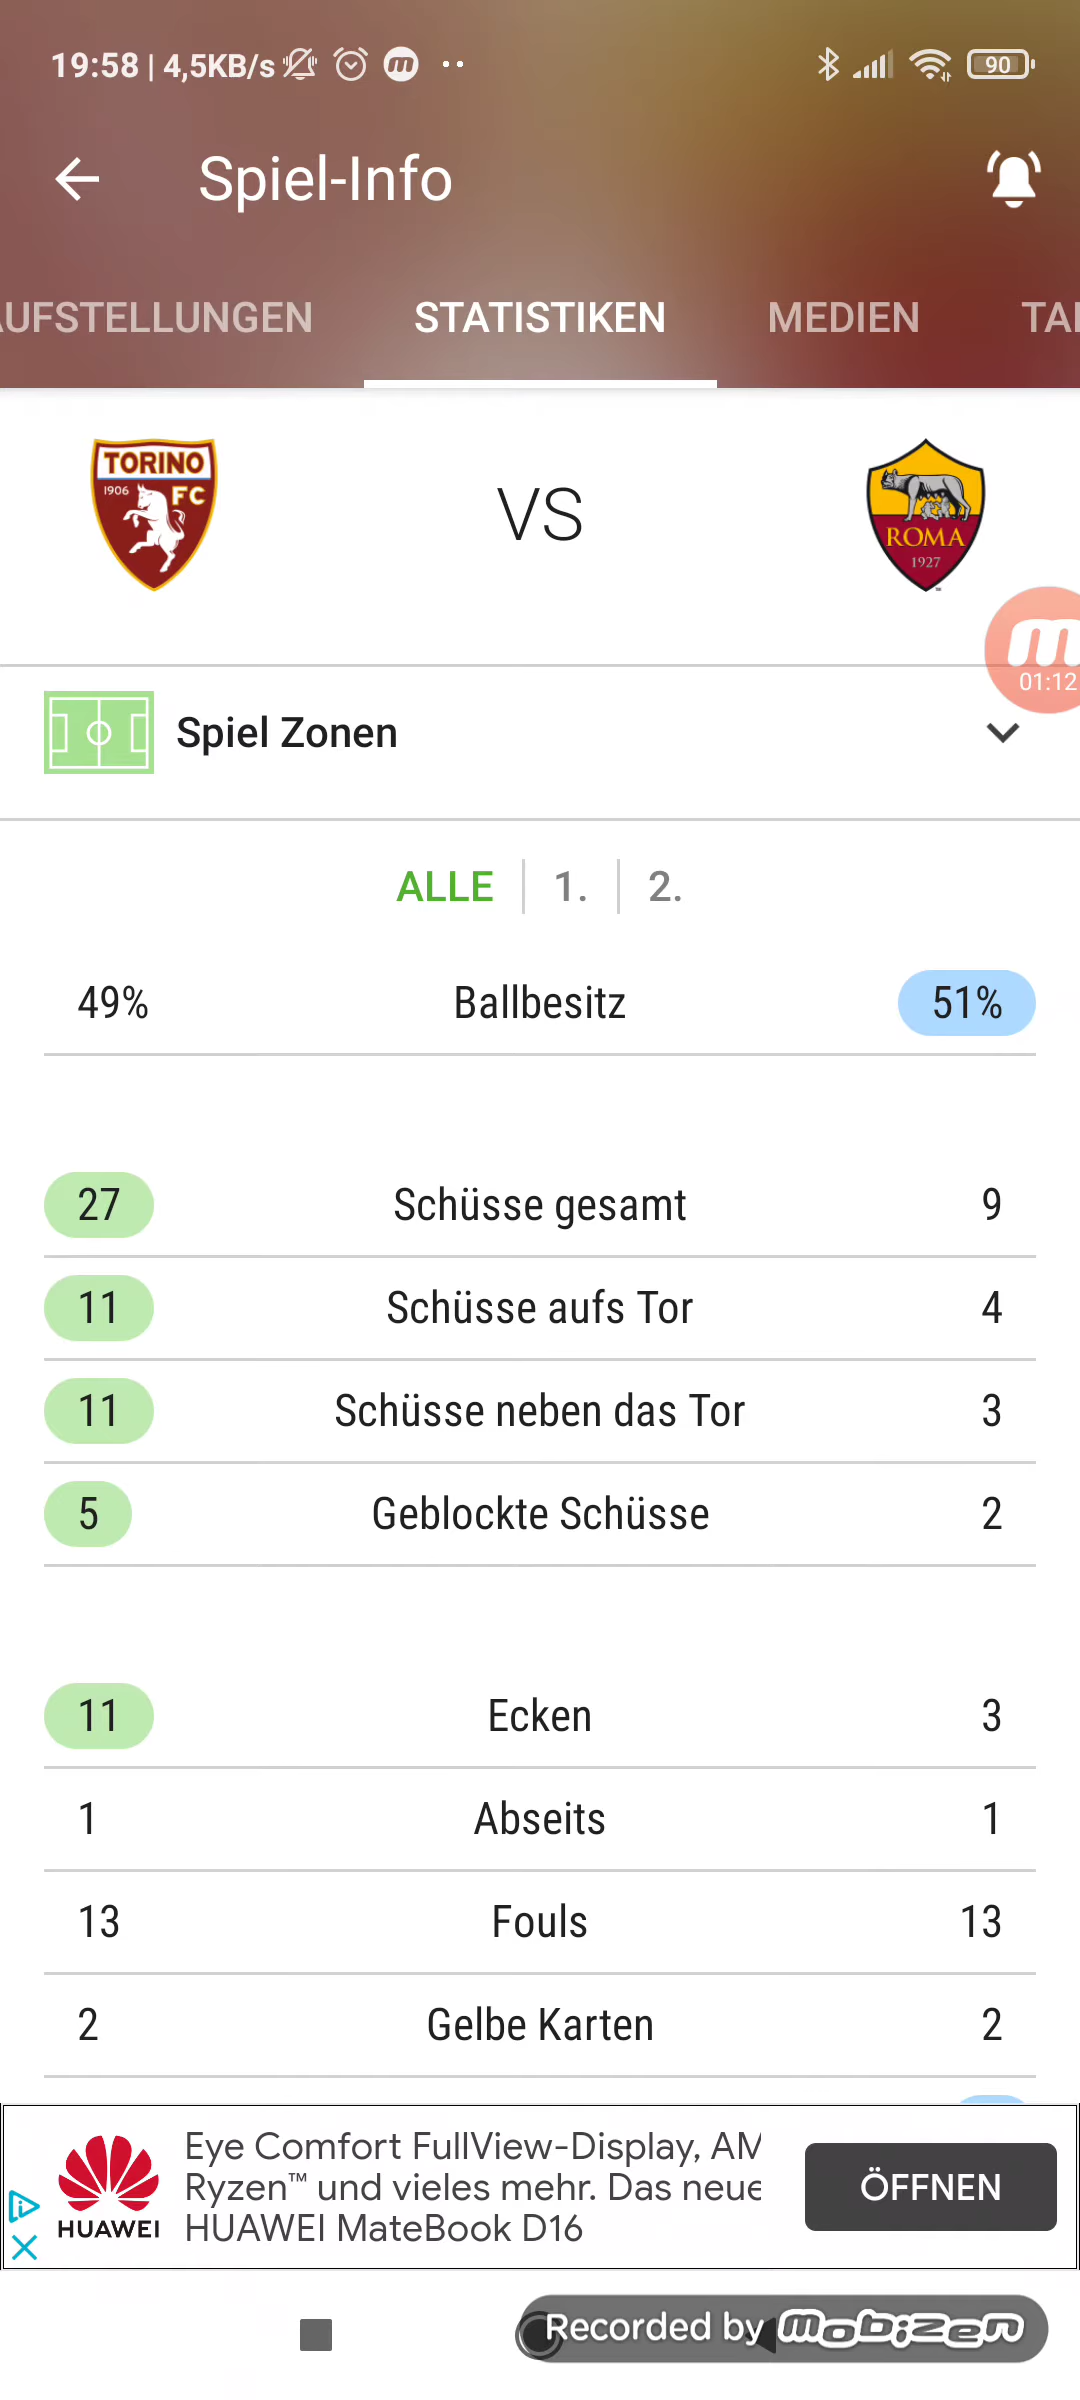 19:58 | 4,5KB/s
90
Spiel-Info
UFSTELLUNGEN STATISTIKEN MEDIEN TA
TORINO
1906 FC
VS
ROMA
1927
01:12
Spiel Zonen
ALLE 1. 2.
49% Ballbesitz 51%
27 Schüsse gesamt 9
11 Schüsse aufs Tor 4
11 Schüsse neben das Tor 3
5 Geblockte Schüsse 2
11 Ecken 3
1 Abseits 1
13 Fouls 13
2 Gelbe Karten 2
Eye Comfort FullView-Display, AM
Ryzen™ und vieles mehr. Das neue
HUAWEI MateBook D16
HUAWEI
ÖFFNEN
Recorded by mobizen